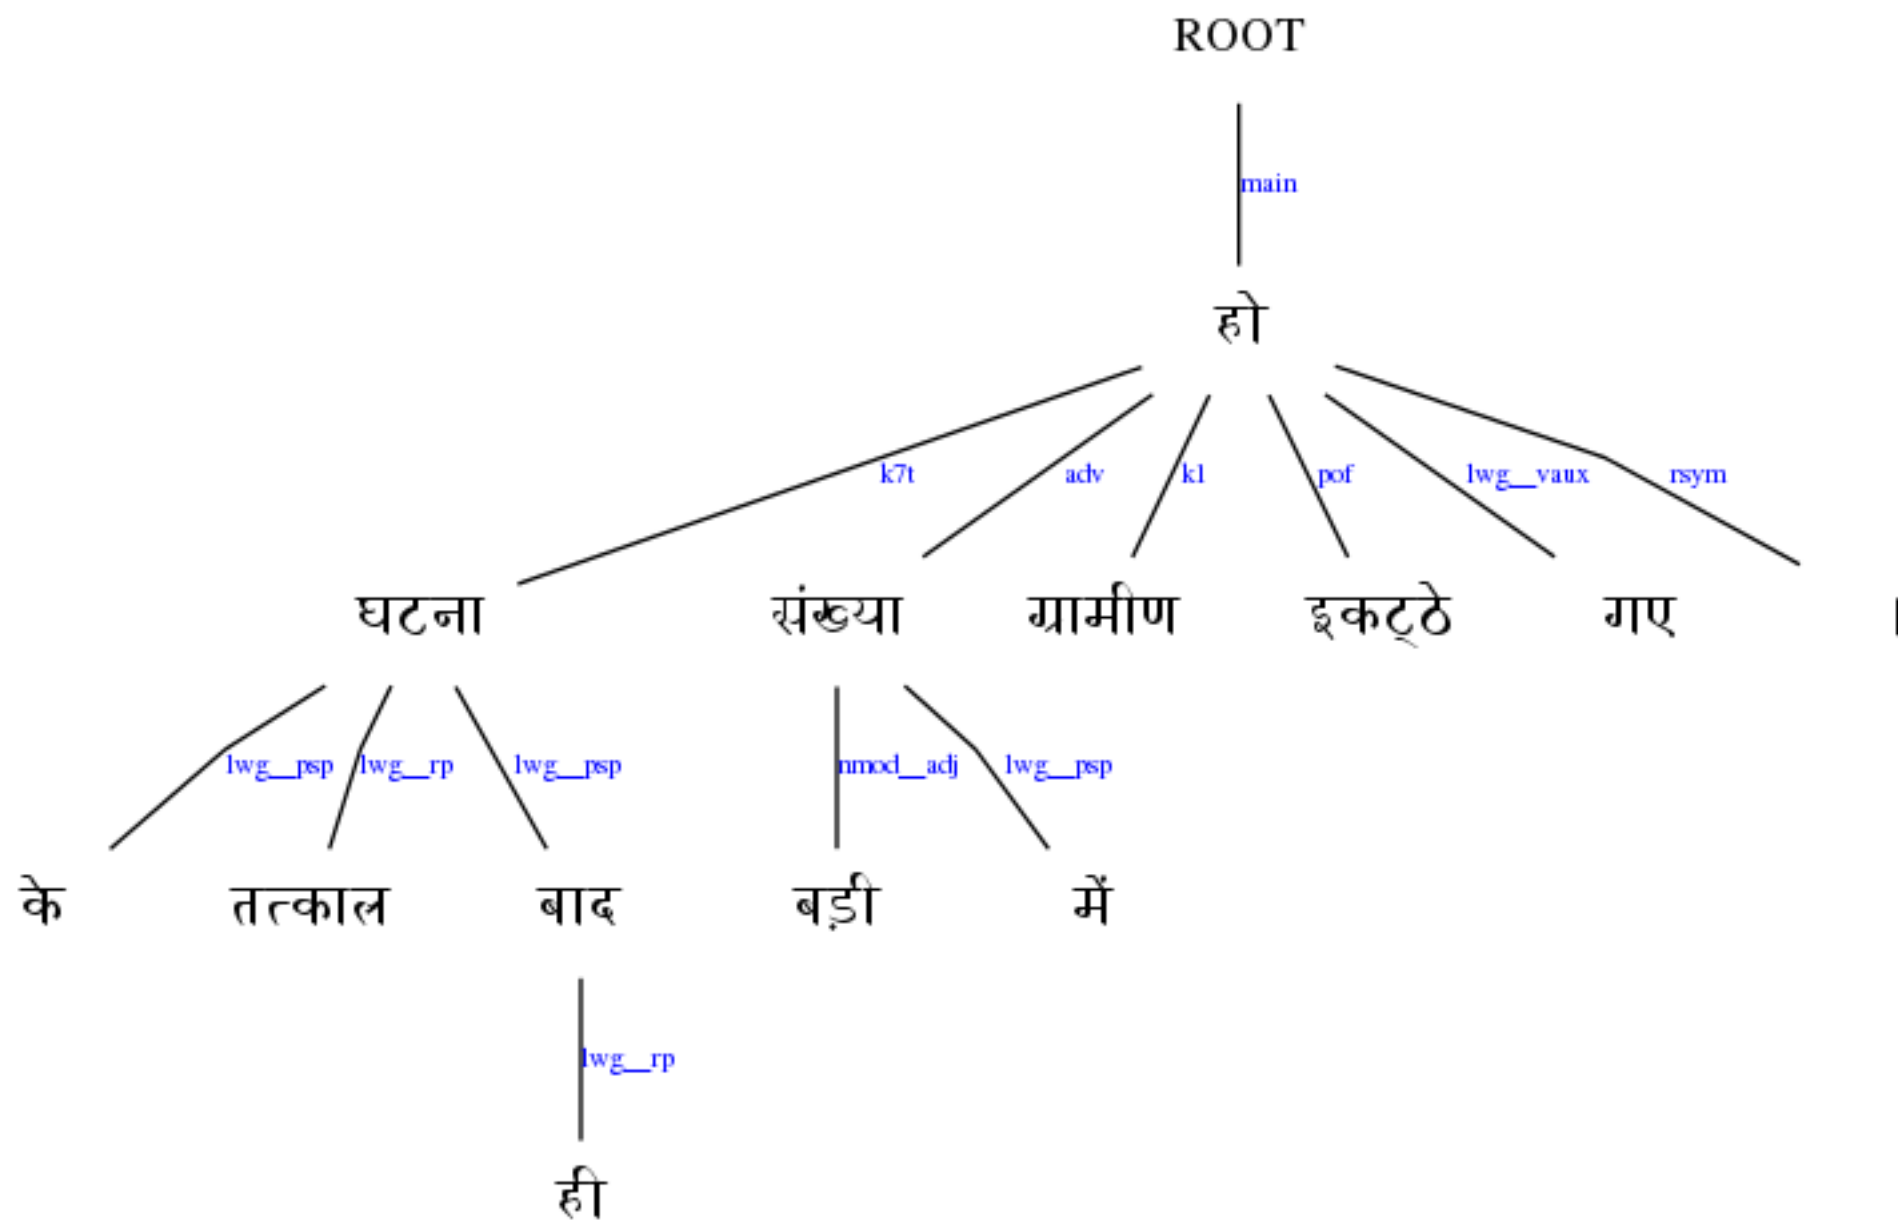 ROOT
main
हो
k7t adv k1 pof lwg__vaux rsym
घटना संख्या ग्रामीण इकट्ठे गए ।
lwg__psp lwg__rp lwg__psp nmod__adj lwg__psp
के तत्काल बाद बड़ी में
lwg__rp
ही